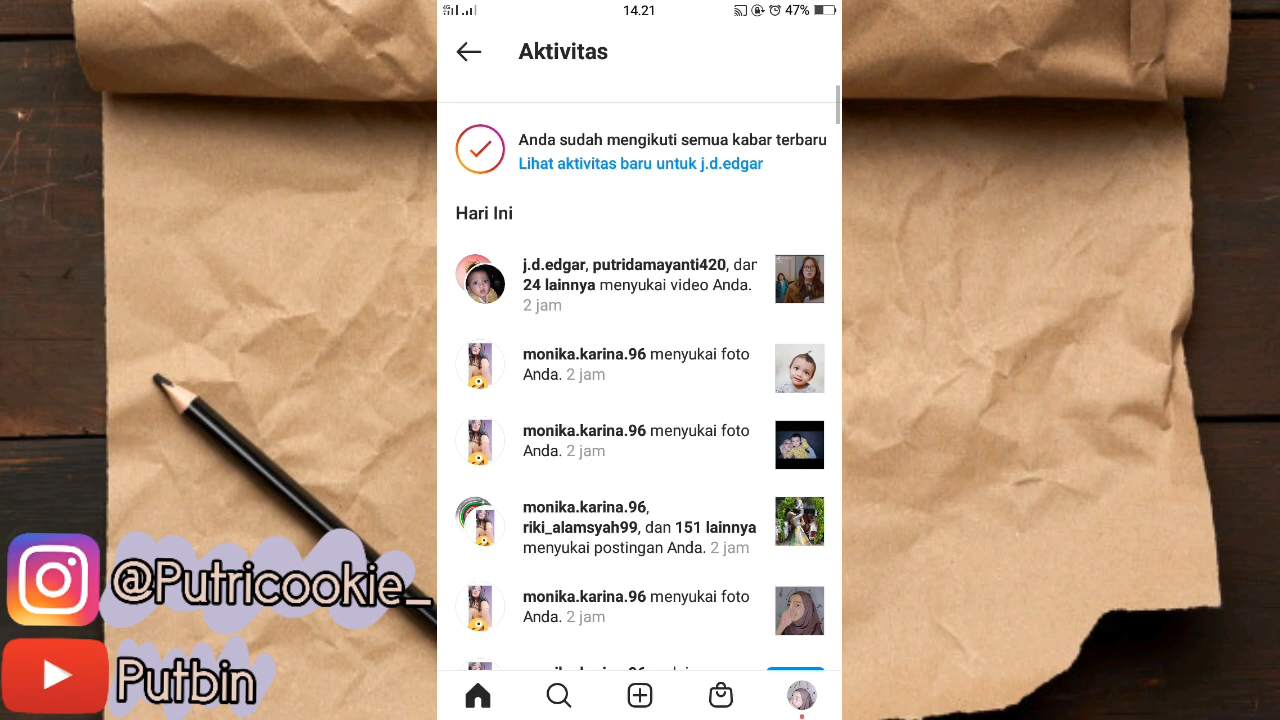 14.21
47%
Aktivitas
Anda sudah mengikuti semua kabar terbaru
Lihat aktivitas baru untuk j.d.edgar
Hari Ini
j.d.edgar, putridamayanti420, dan
24 lainnya menyukai video Anda.
2 jam
monika.karina.96 menyukai foto
Anda. 2 jam
monika.karina.96 menyukai foto
Anda. 2 jam
monika.karina.96,
riki_alamsyah99, dan 151 lainnya
menyukai postingan Anda. 2 jam
monika.karina.96 menyukai foto
Anda. 2 jam
@Putricookie_
Putbin